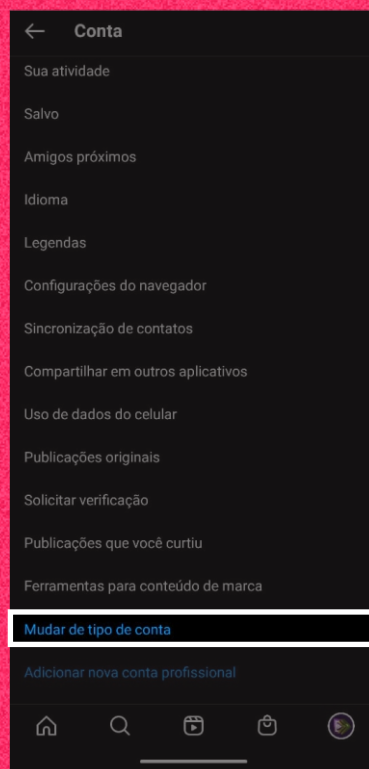 Conta
Sua atividade
Salvo
Amigos próximos
Idioma
Legendas
Configurações do navegador
Sincronização de contatos
Compartilhar em outros aplicativos
Uso de dados do celular
Publicações originais
Solicitar verificação
Publicações que você curtiu
Ferramentas para conteúdo de marca
Mudar de tipo de conta
Adicionar nova conta profissional